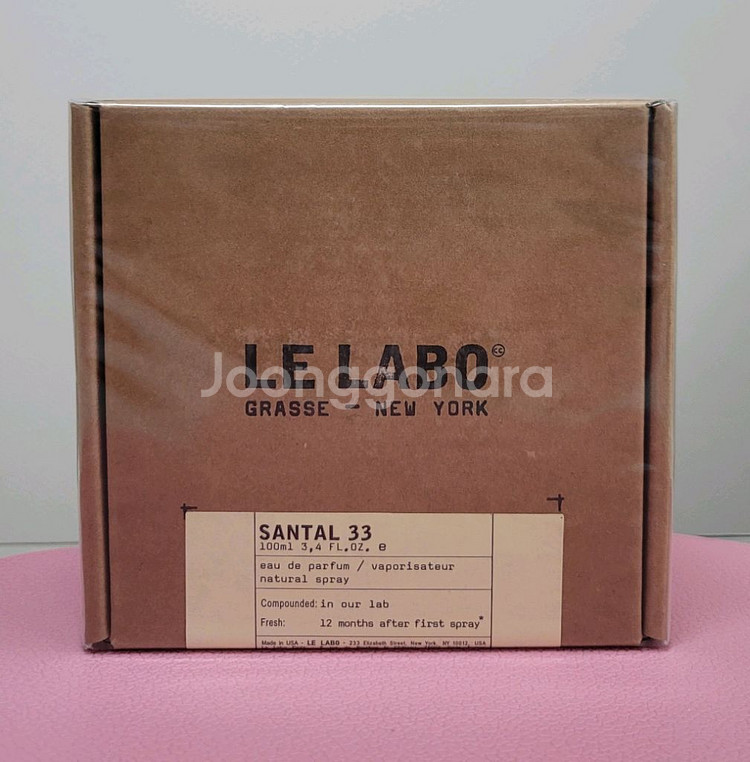 LE LABO
GRASSE - NEW YORK
Joonggonara
SANTAL 33
100ml 3,4 FL.OZ. e
eau de parfum / vaporisateur
natural spray
Compounded: in our lab
Fresh: 12 months after first spray*
Made in USA - LE LABO - 233 Elizabeth Street, New York, NY 10012, USA